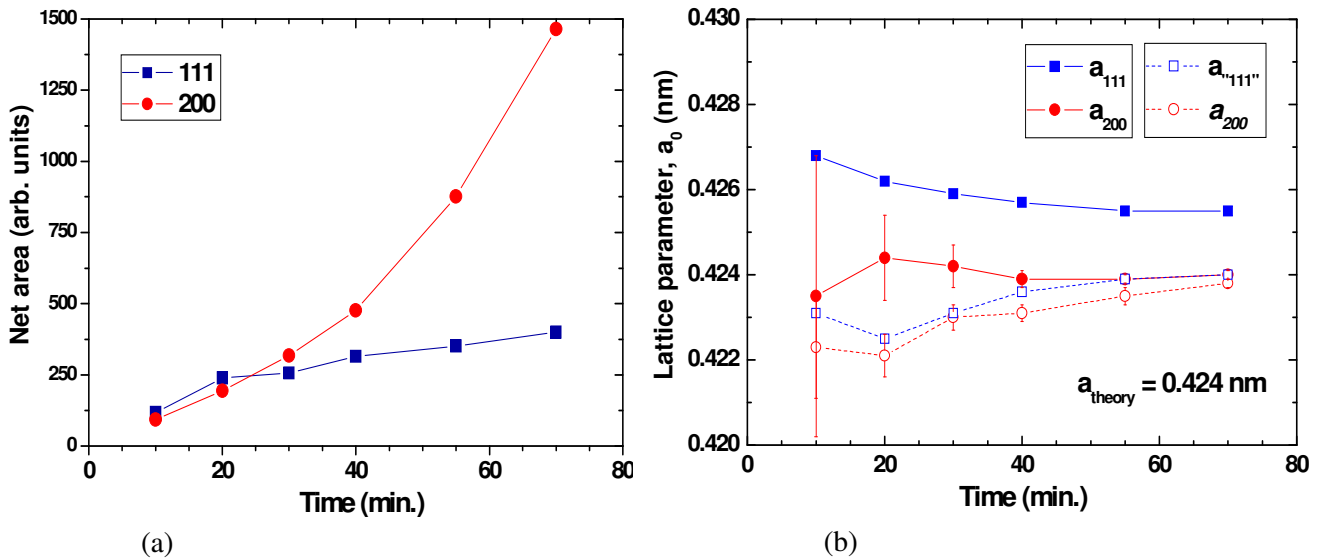 1500
1250
1000
750
500
250
0
Net area (arb. units)
111
200
0 20 40 60 80
Time (min.)
(a)
0.430
0.428
0.426
0.424
0.422
0.420
Lattice parameter, a₀ (nm)
a₁₁₁ a"₁₁₁"
a₂₀₀ a₂₀₀
a_theory = 0.424 nm
0 20 40 60 80
Time (min.)
(b)